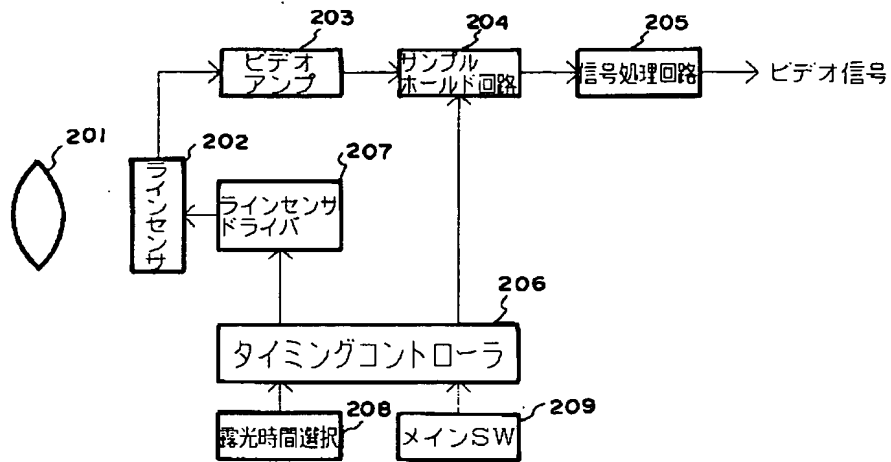 203
204
205
ビデオ
アンプ
サンプル
ホールド回路
信号処理回路
ビデオ信号
201
202
207
ラインセンサ
ラインセンサ
ドライバ
206
タイミングコントローラ
208
209
露光時間選択
メインSW